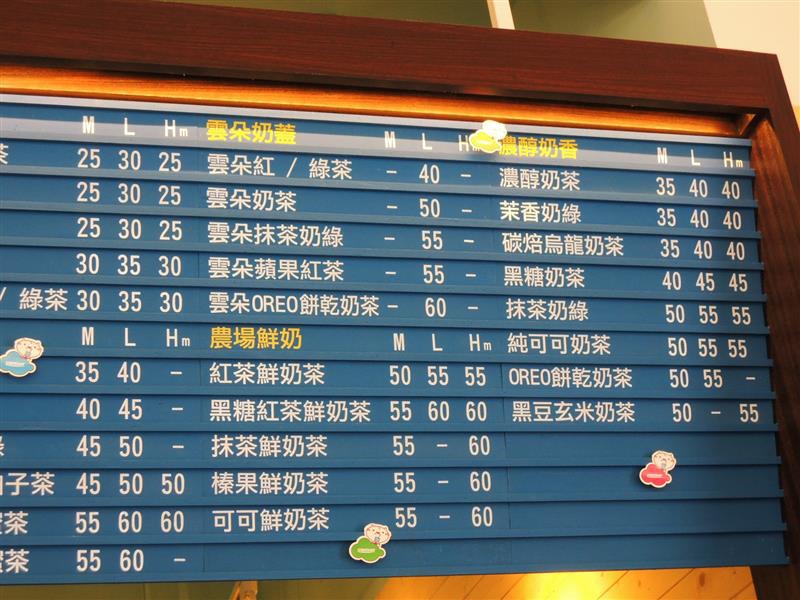 M L Hm
茶 25 30 25
25 30 25
25 30 25
30 35 30
/ 綠茶 30 35 30
M L Hm
35 40 -
40 45 -
綠 45 50 -
柚子茶 45 50 50
蜜茶 55 60 60
蜜茶 55 60 -
雲朵奶蓋 M L Hm
雲朵紅 / 綠茶 - 40 -
雲朵奶茶 - 50 -
雲朵抹茶奶綠 - 55 -
雲朵蘋果紅茶 - 55 -
雲朵OREO餅乾奶茶 - 60 -
農場鮮奶 M L Hm
紅茶鮮奶茶 50 55 55
黑糖紅茶鮮奶茶 55 60 60
抹茶鮮奶茶 55 - 60
榛果鮮奶茶 55 - 60
可可鮮奶茶 55 - 60
濃醇奶香 M L Hm
濃醇奶茶 35 40 40
茉香奶綠 35 40 40
碳焙烏龍奶茶 35 40 40
黑糖奶茶 40 45 45
抹茶奶綠 50 55 55
純可可奶茶 50 55 55
OREO餅乾奶茶 50 55 -
黑豆玄米奶茶 50 - 55